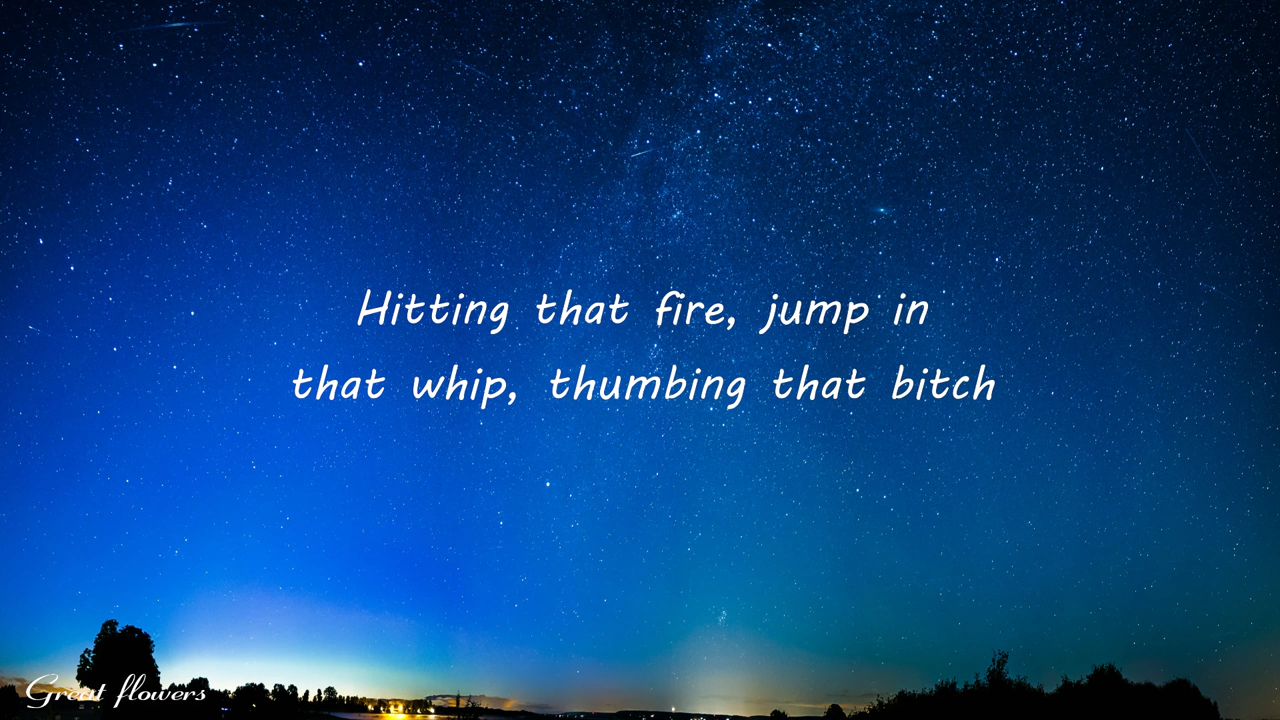 Hitting that fire, jump in
that whip, thumbing that bitch
Great flowers